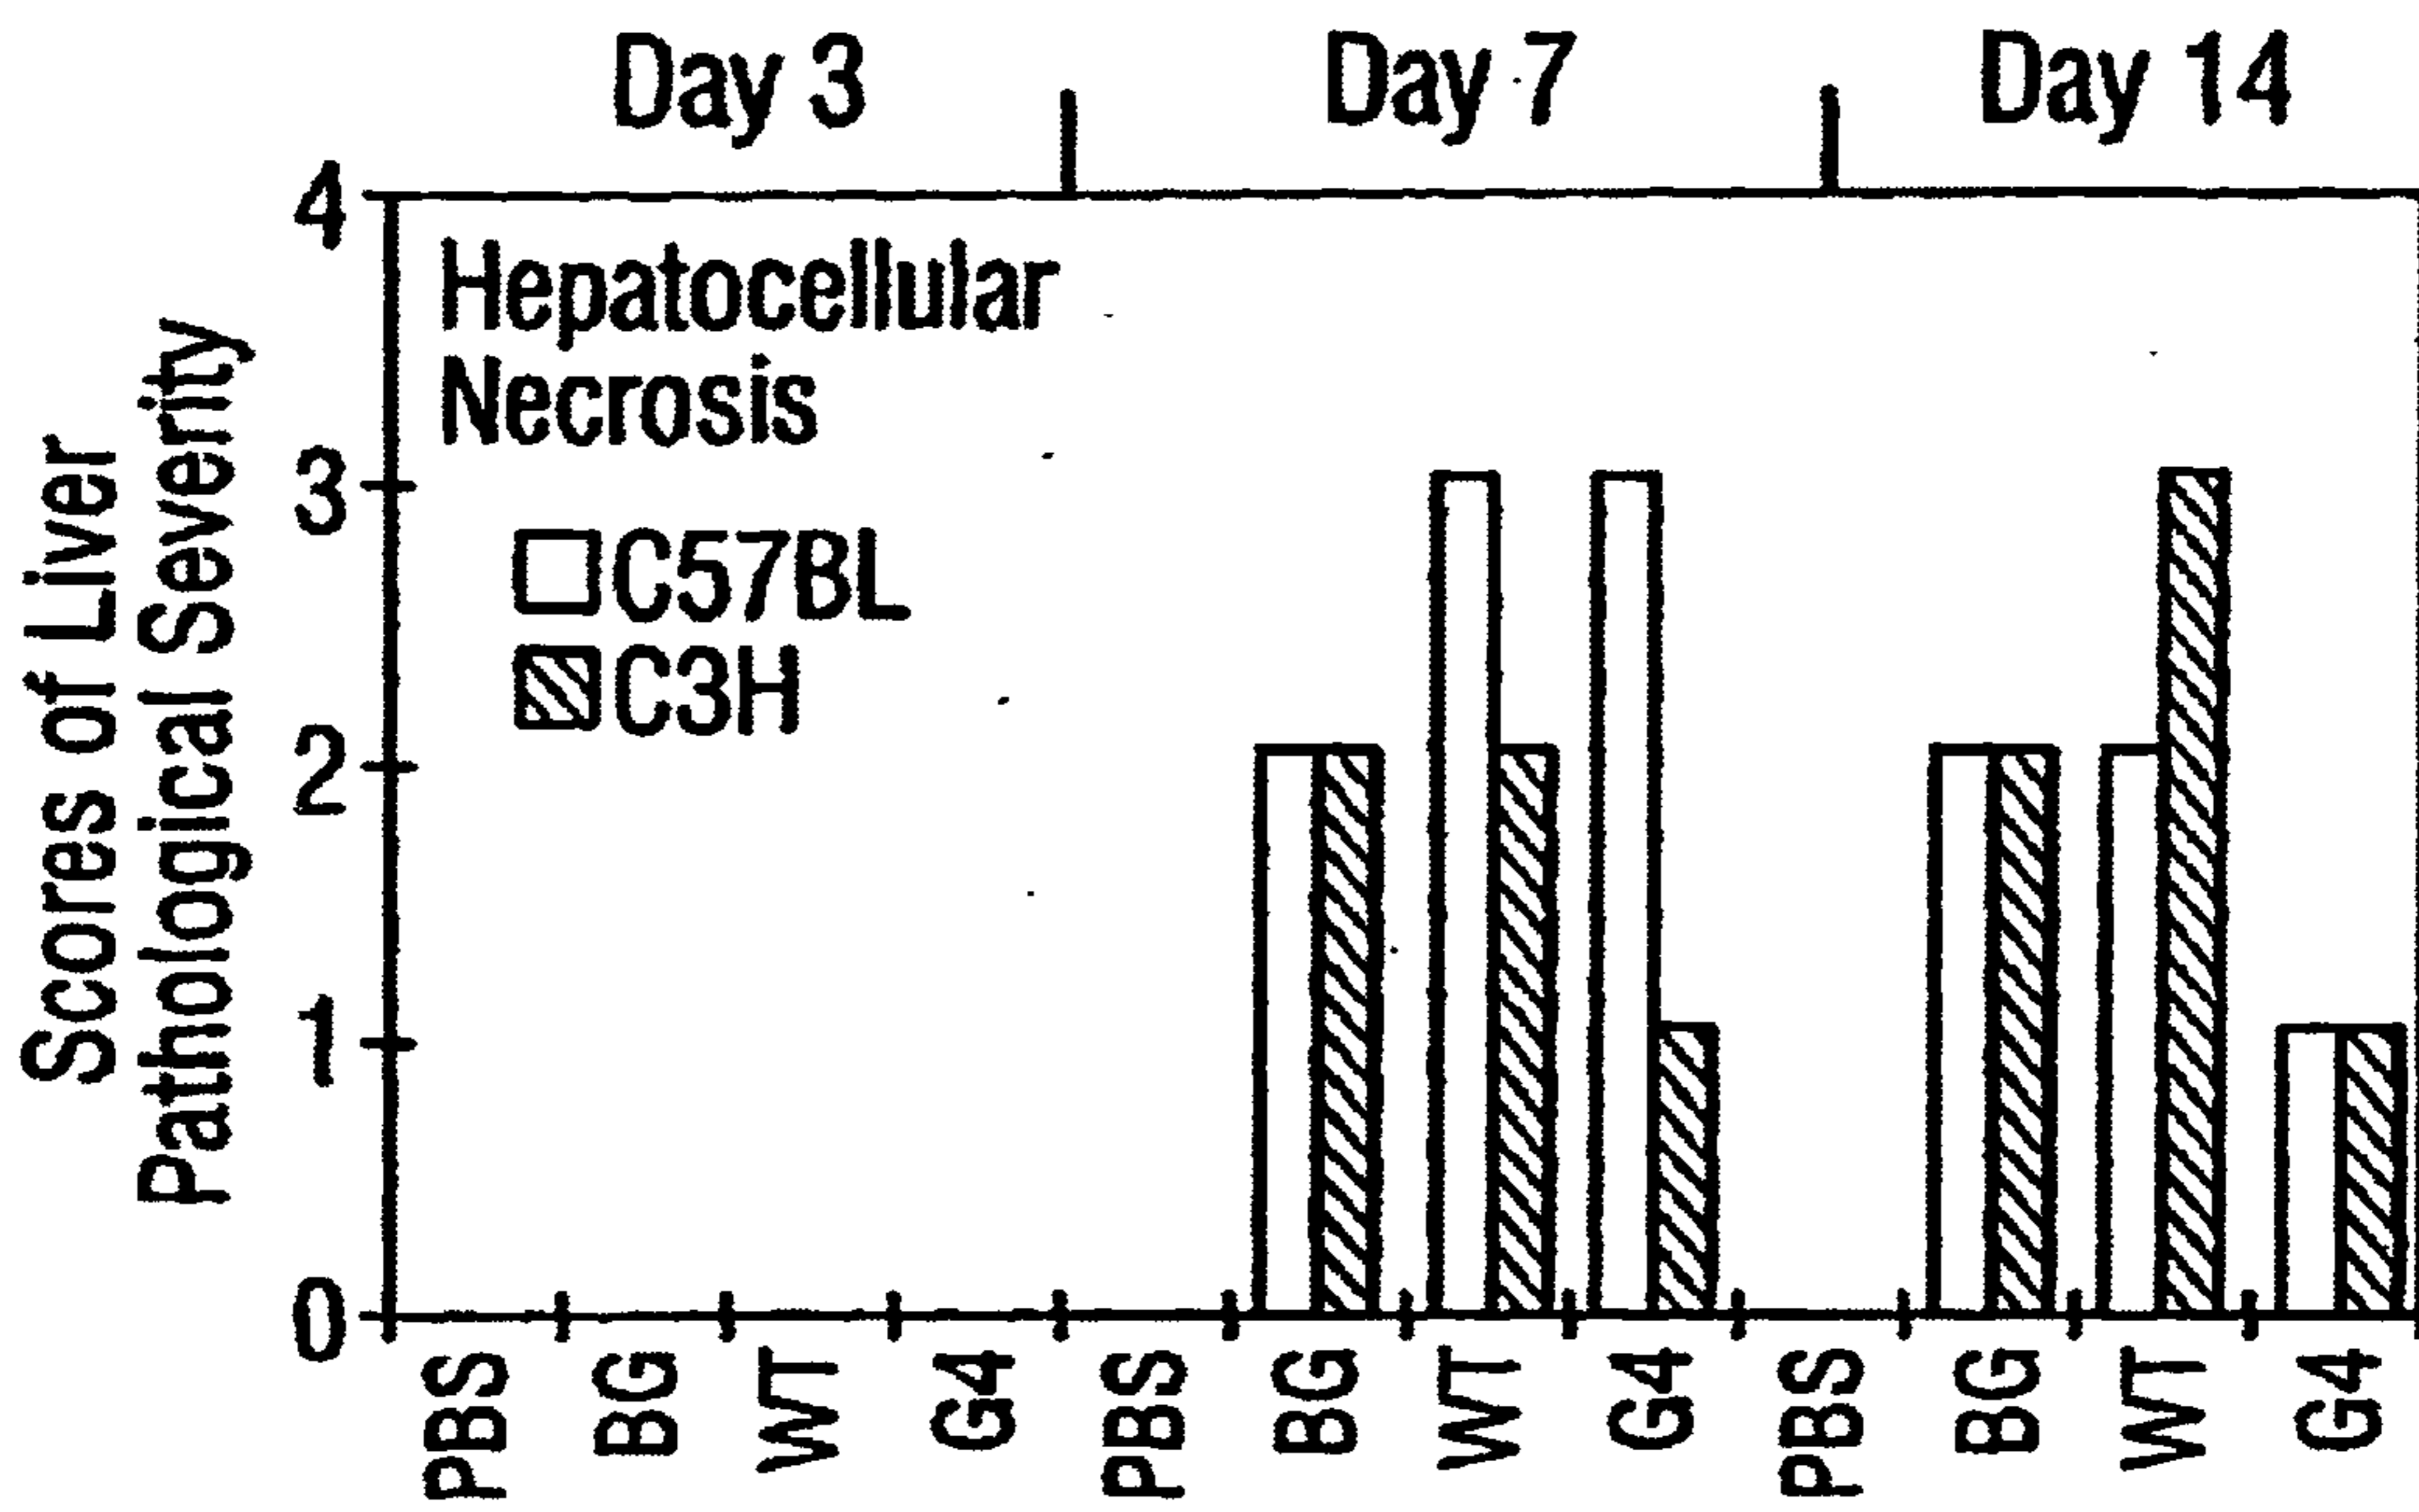 Day 3 Day 7 Day 14
4
Hepatocellular
Necrosis
3
C57BL
C3H
2
1
0
Scores of Liver
Pathological Severity
PBS BG WT G4 PBS BG WT G4 PBS BG WT G4